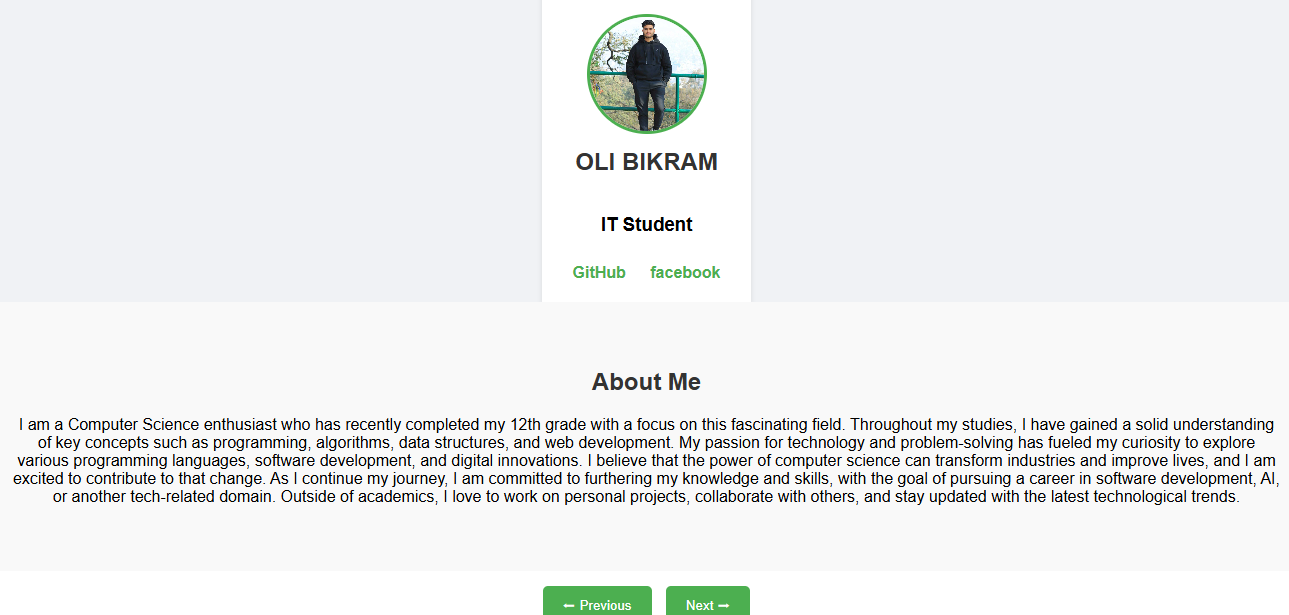 OLI BIKRAM
IT Student
GitHub facebook
About Me
I am a Computer Science enthusiast who has recently completed my 12th grade with a focus on this fascinating field. Throughout my studies, I have gained a solid understanding
of key concepts such as programming, algorithms, data structures, and web development. My passion for technology and problem-solving has fueled my curiosity to explore
various programming languages, software development, and digital innovations. I believe that the power of computer science can transform industries and improve lives, and I am
excited to contribute to that change. As I continue my journey, I am committed to furthering my knowledge and skills, with the goal of pursuing a career in software development, AI,
or another tech-related domain. Outside of academics, I love to work on personal projects, collaborate with others, and stay updated with the latest technological trends.
⬅ Previous Next ➡